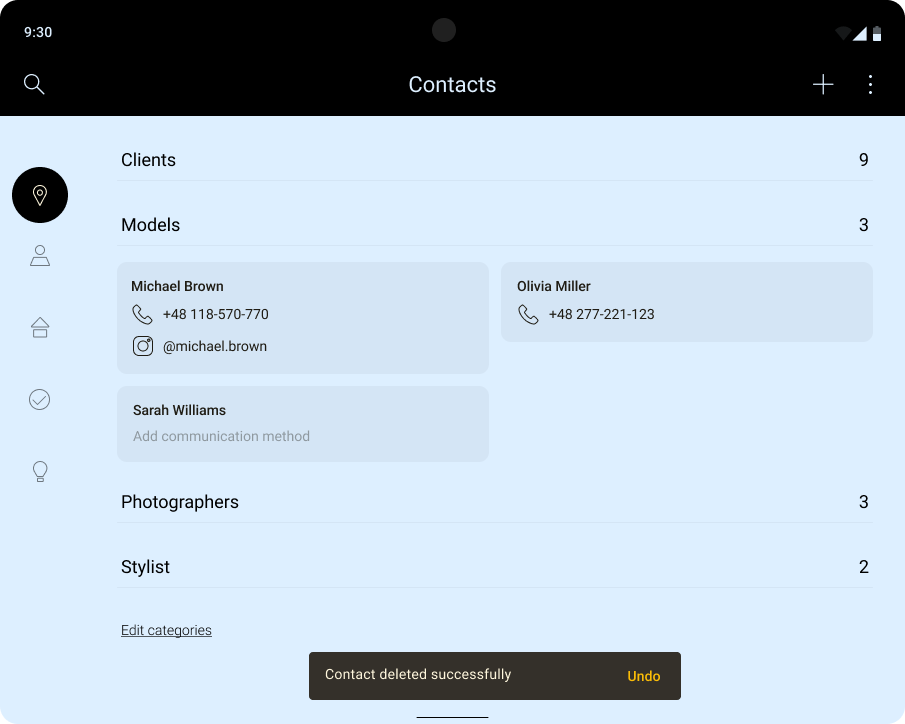 9:30
Contacts
Clients 9
Models 3
Michael Brown
+48 118-570-770
@michael.brown
Olivia Miller
+48 277-221-123
Sarah Williams
Add communication method
Photographers 3
Stylist 2
Edit categories
Contact deleted successfully Undo